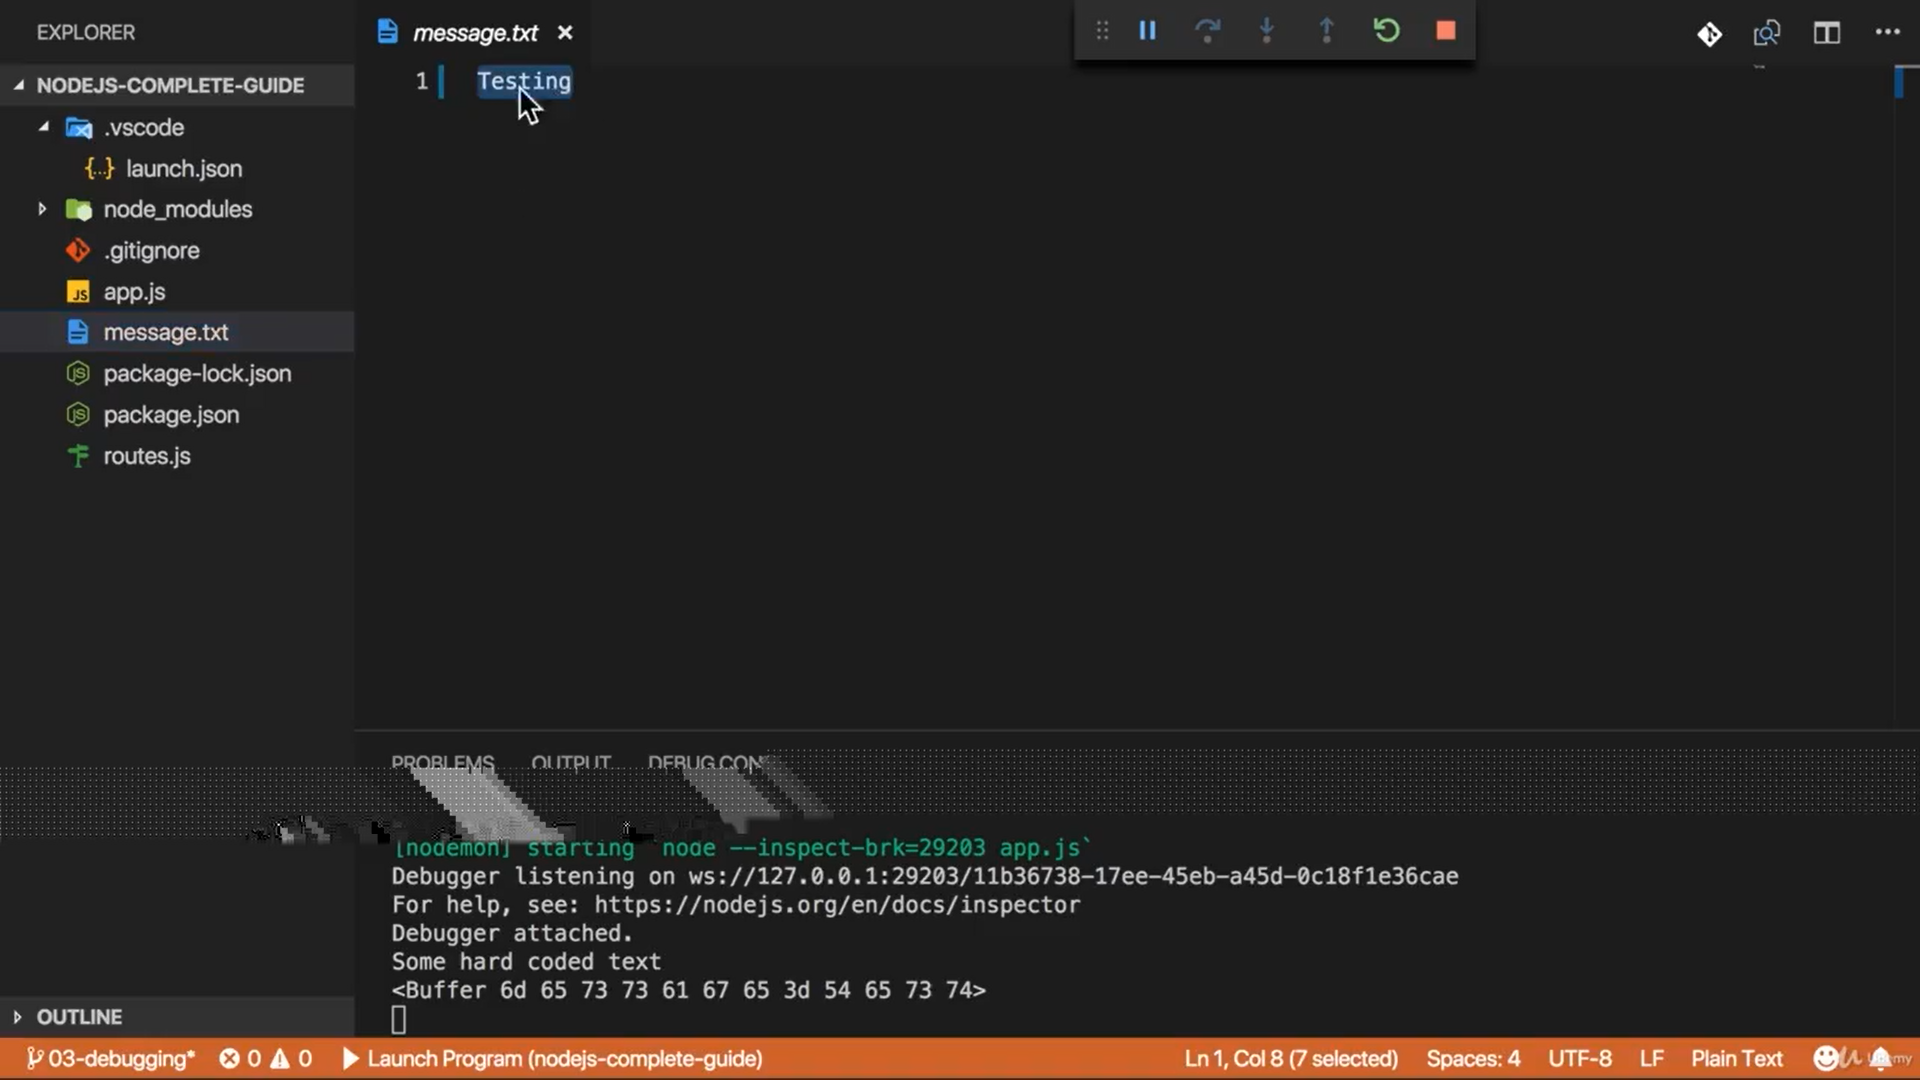 EXPLORER
NODEJS-COMPLETE-GUIDE
.vscode
{..} launch.json
node_modules
.gitignore
JS app.js
message.txt
package-lock.json
package.json
routes.js
OUTLINE
message.txt
1 Testing
PROBLEMS OUTPUT DEBUG CON
[nodemon] starting `node --inspect-brk=29203 app.js`
Debugger listening on ws://127.0.0.1:29203/11b36738-17ee-45eb-a45d-0c18f1e36cae
For help, see: https://nodejs.org/en/docs/inspector
Debugger attached.
Some hard coded text
<Buffer 6d 65 73 73 61 67 65 3d 54 65 73 74>
03-debugging* 0 0 Launch Program (nodejs-complete-guide) Ln 1, Col 8 (7 selected) Spaces: 4 UTF-8 LF Plain Text
Udemy